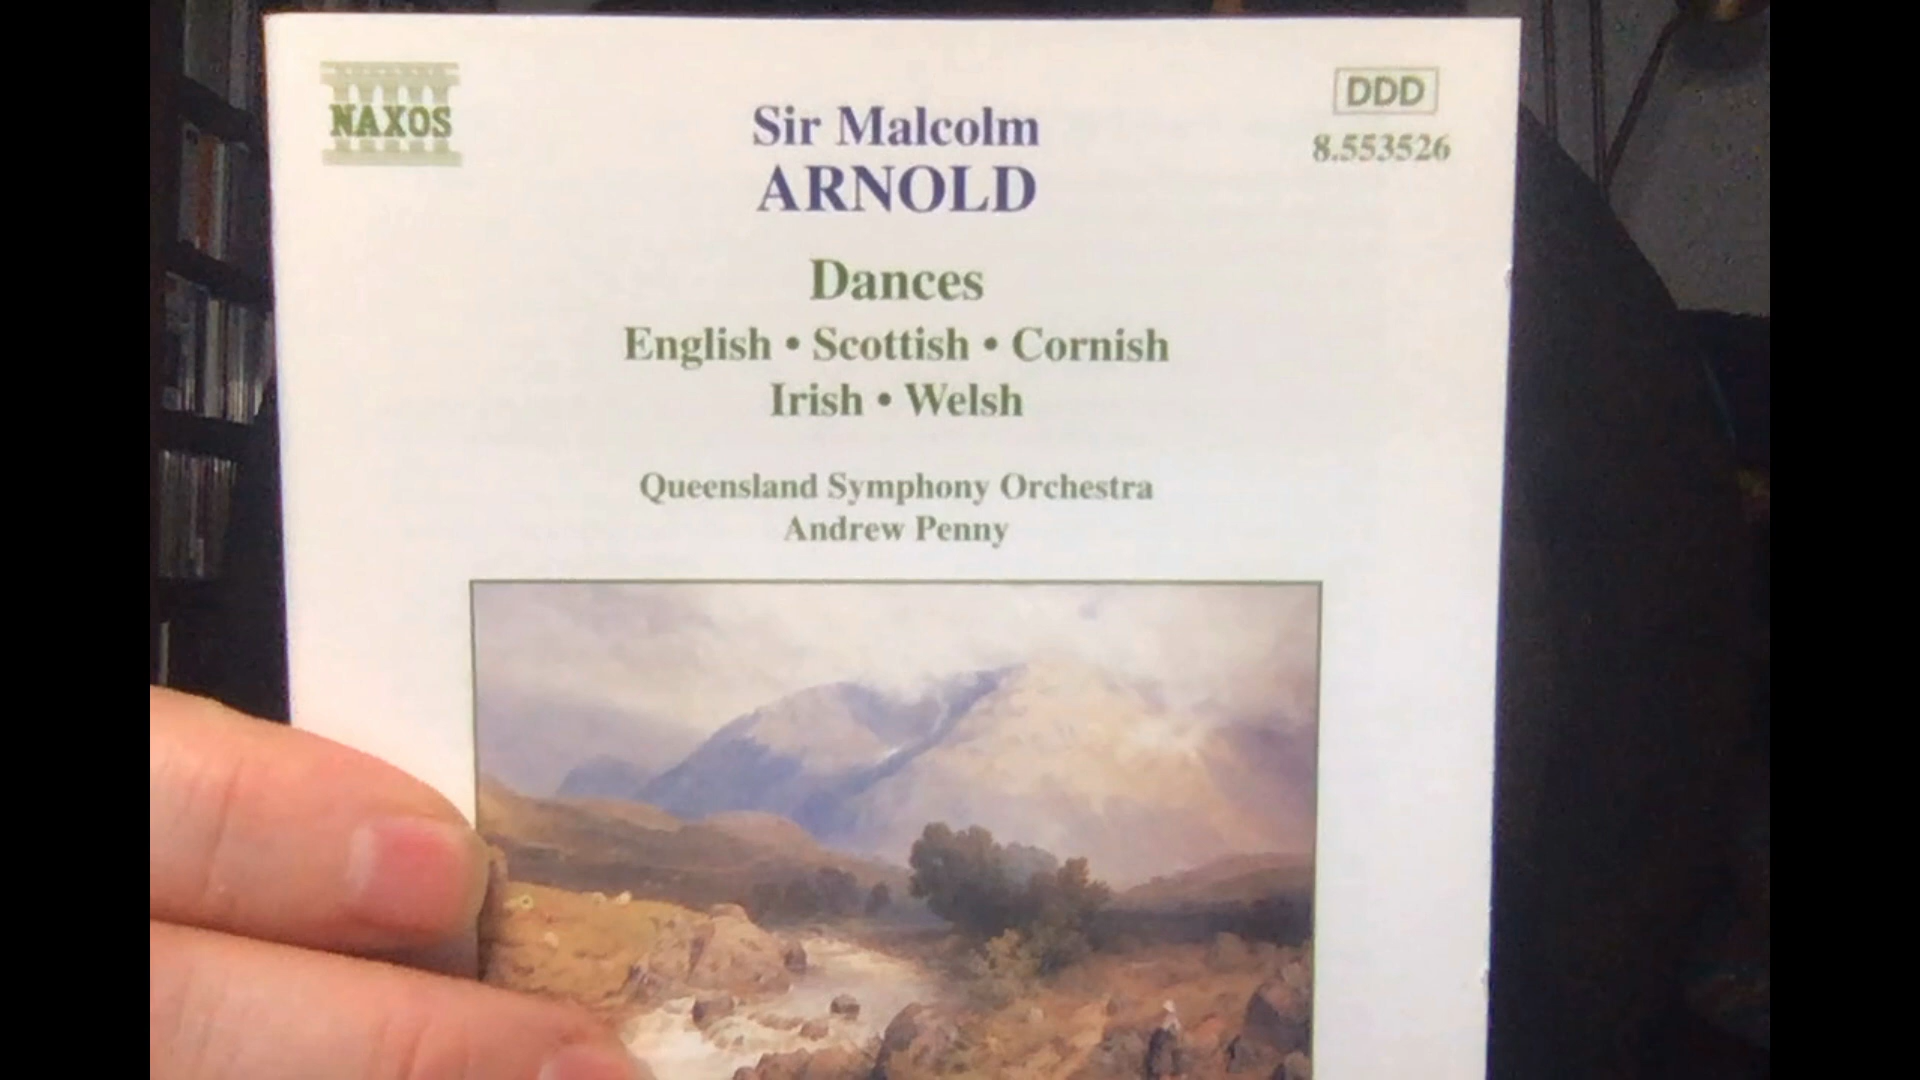 NAXOS
DDD
8.553526
Sir Malcolm
ARNOLD
Dances
English • Scottish • Cornish
Irish • Welsh
Queensland Symphony Orchestra
Andrew Penny